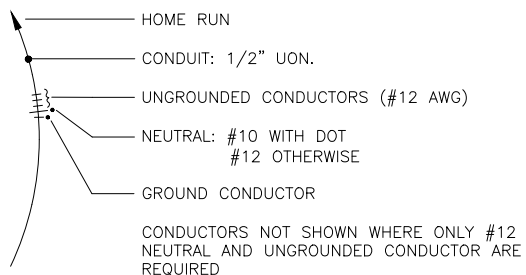 HOME RUN
CONDUIT: 1/2" UON.
UNGROUNDED CONDUCTORS (#12 AWG)
NEUTRAL: #10 WITH DOT
#12 OTHERWISE
GROUND CONDUCTOR
CONDUCTORS NOT SHOWN WHERE ONLY #12
NEUTRAL AND UNGROUNDED CONDUCTOR ARE
REQUIRED